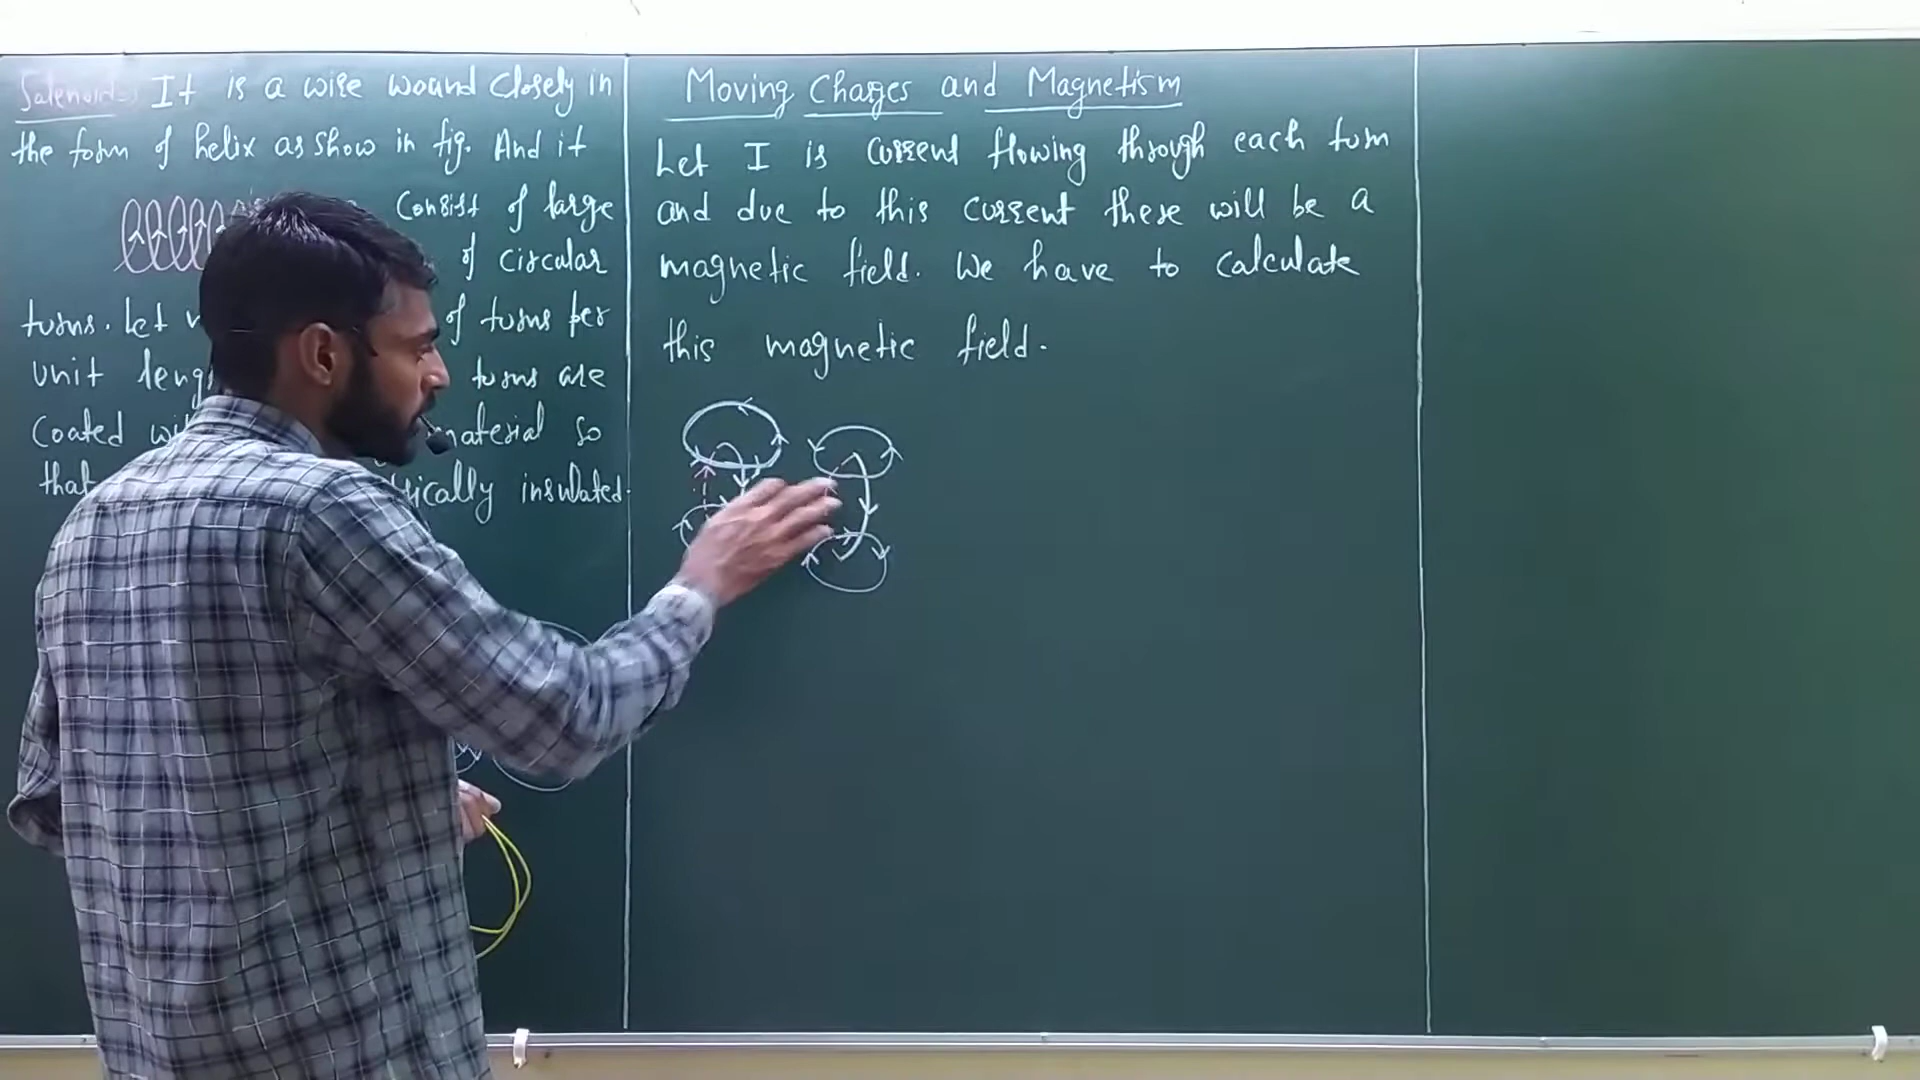 Solenoid:- It is a wire wound closely in
the form of helix as show in fig. And it
consist of large
of circular
turns. Let
of turns per
unit
turns are
coated
material so
that
insulated.
Moving Charges and Magnetism
Let I is current flowing through each turn
and due to this current there will be a
magnetic field. We have to calculate
this magnetic field.